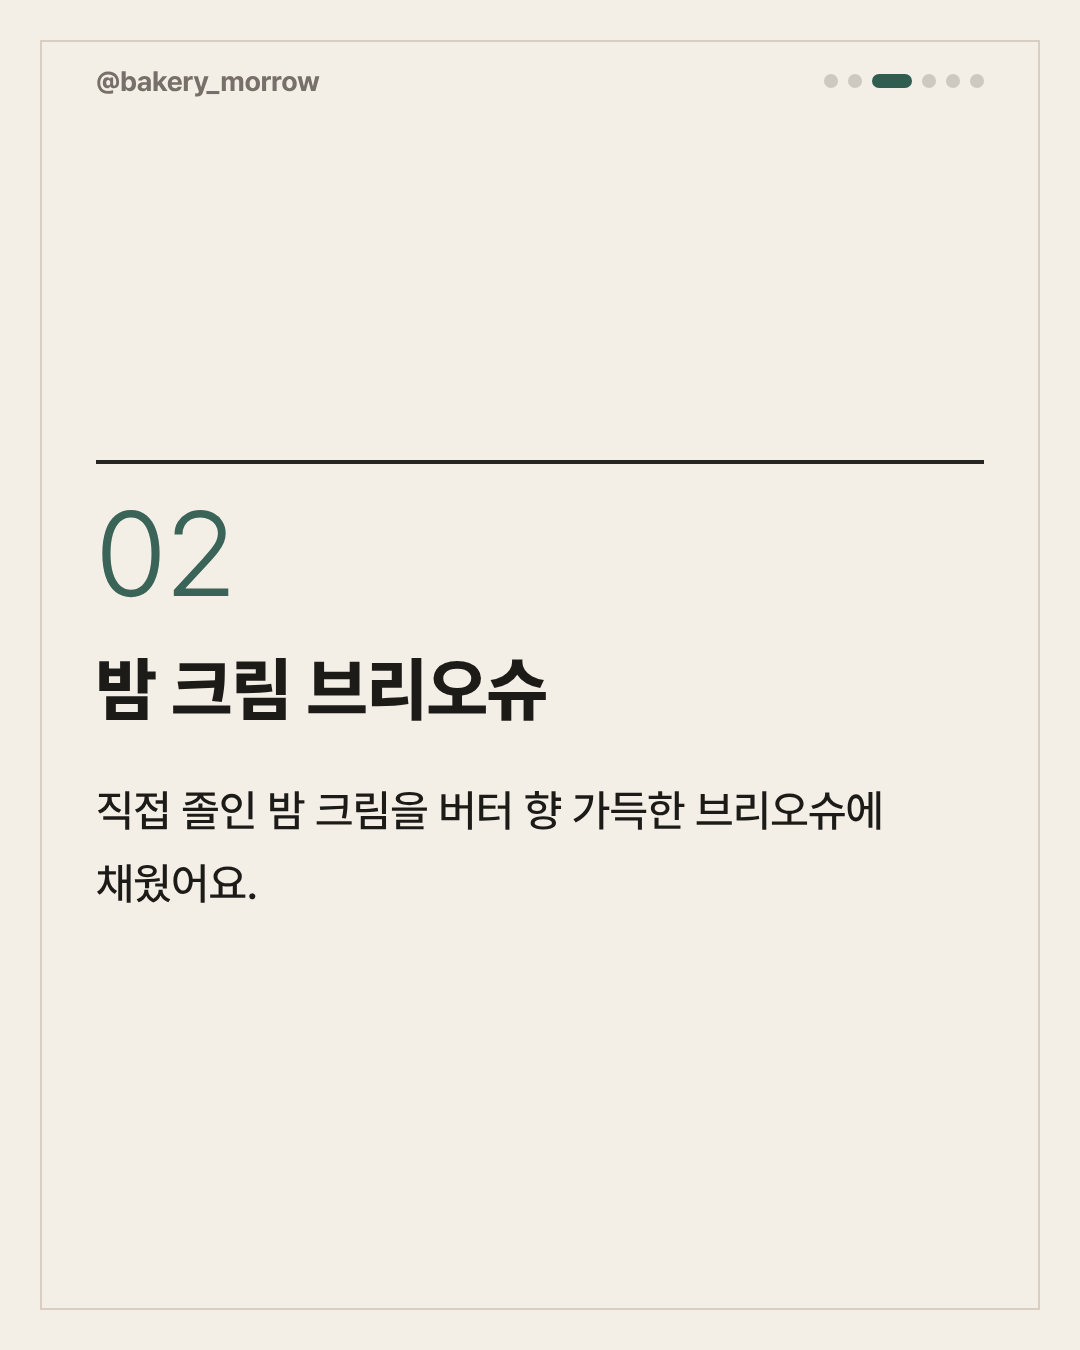 @bakery_morrow
02
밤 크림 브리오슈
직접 졸인 밤 크림을 버터 향 가득한 브리오슈에
채웠어요.